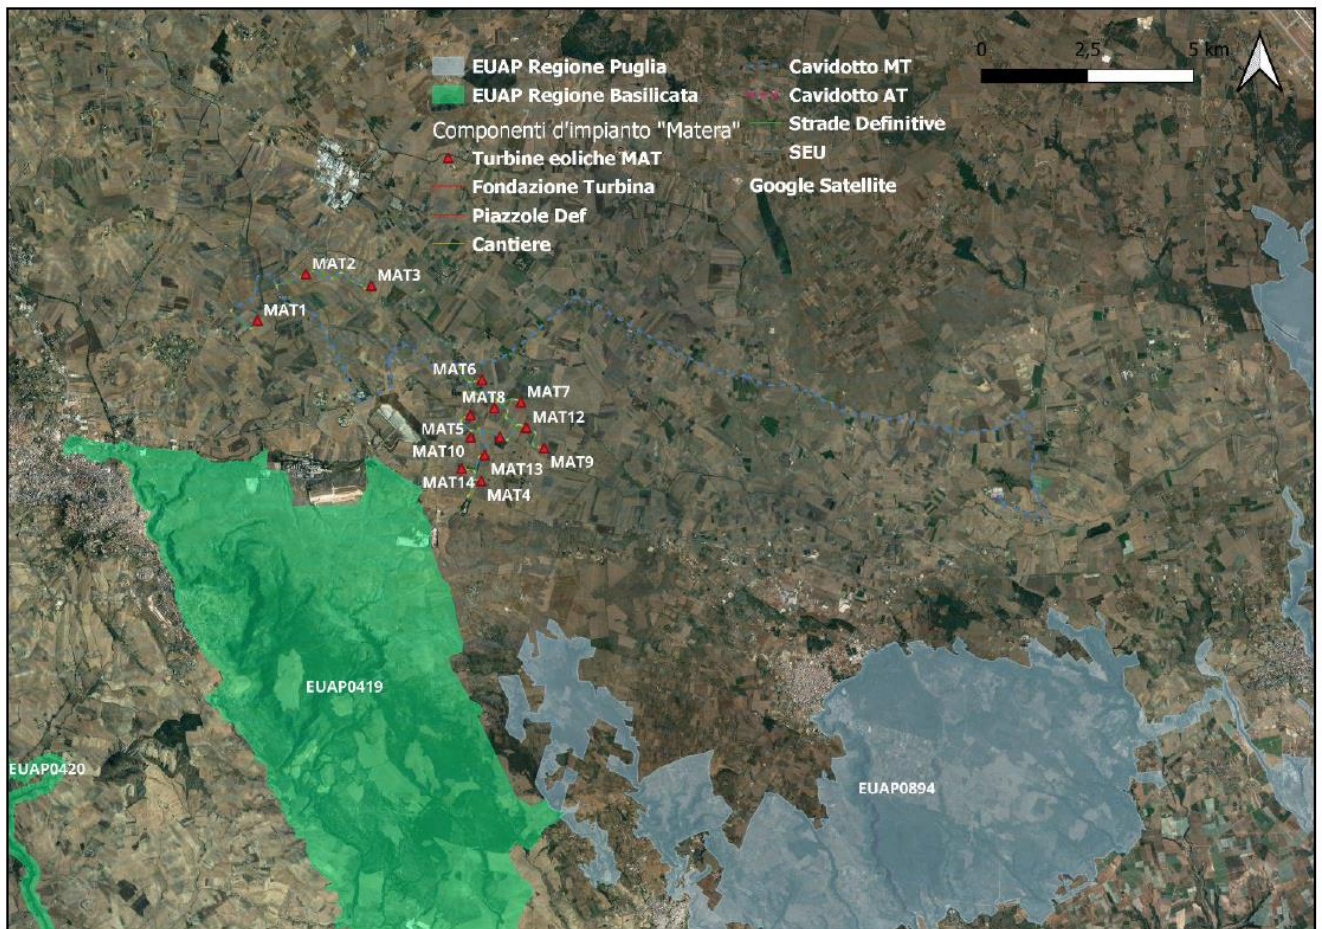 0 2,5 5 km
EUAP Regione Puglia
EUAP Regione Basilicata
Componenti d'impianto "Matera"
Turbine eoliche MAT
Fondazione Turbina
Piazzole Def
Cantiere
Cavidotto MT
Cavidotto AT
Strade Definitive
SEU
Google Satellite
MAT2
MAT3
MAT1
MAT6
MAT8
MAT7
MAT5
MAT12
MAT10
MAT9
MAT13
MAT14
MAT4
EUAP0419
EUAP0420
EUAP0894